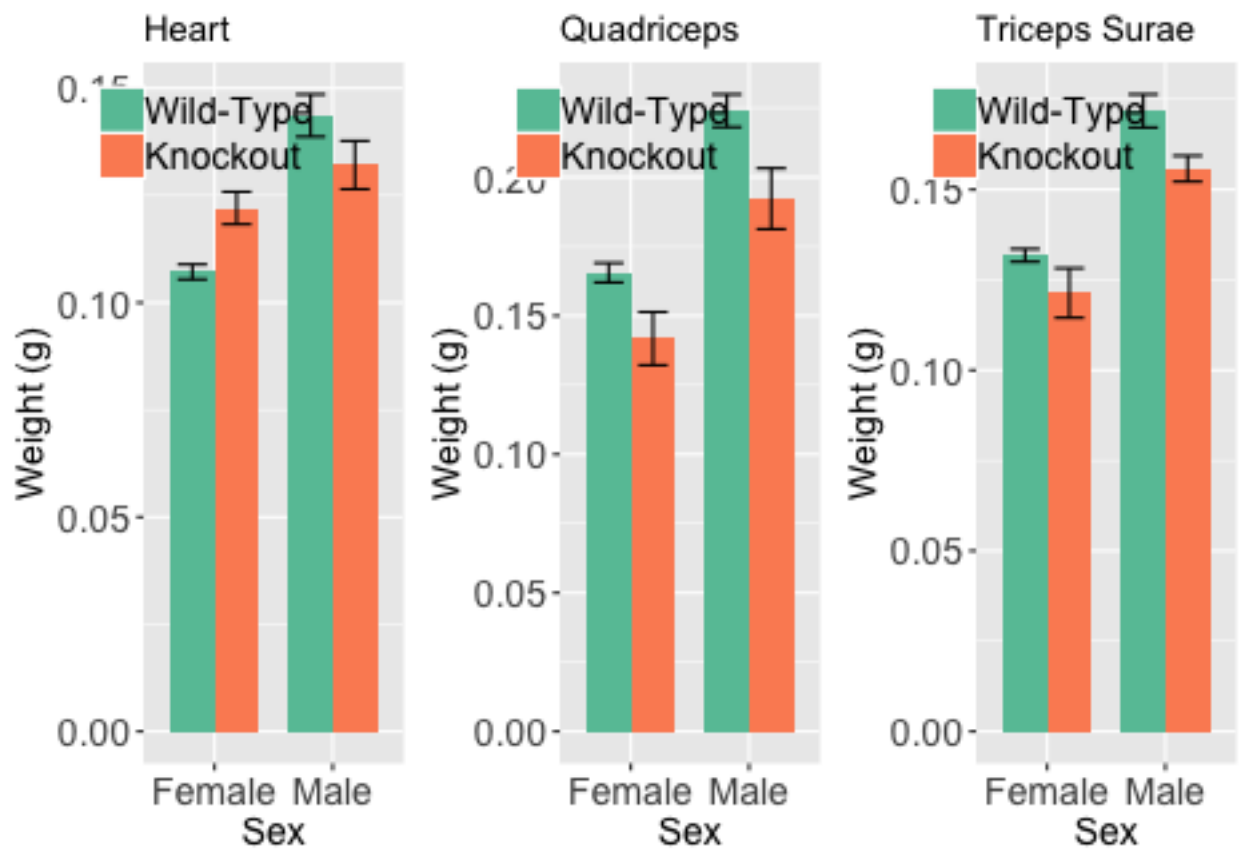 Heart
Weight (g)
0.15
0.10
0.05
0.00
Wild-Type
Knockout
Female Male
Sex
Quadriceps
Weight (g)
0.20
0.15
0.10
0.05
0.00
Wild-Type
Knockout
Female Male
Sex
Triceps Surae
Weight (g)
0.15
0.10
0.05
0.00
Wild-Type
Knockout
Female Male
Sex